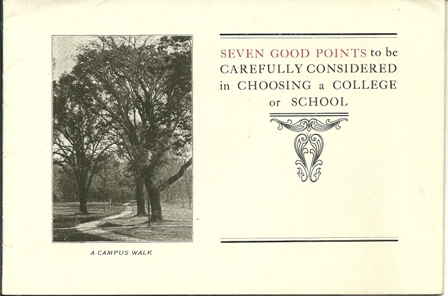 SEVEN GOOD POINTS to be
CAREFULLY CONSIDERED
in CHOOSING a COLLEGE
or SCHOOL
A CAMPUS WALK